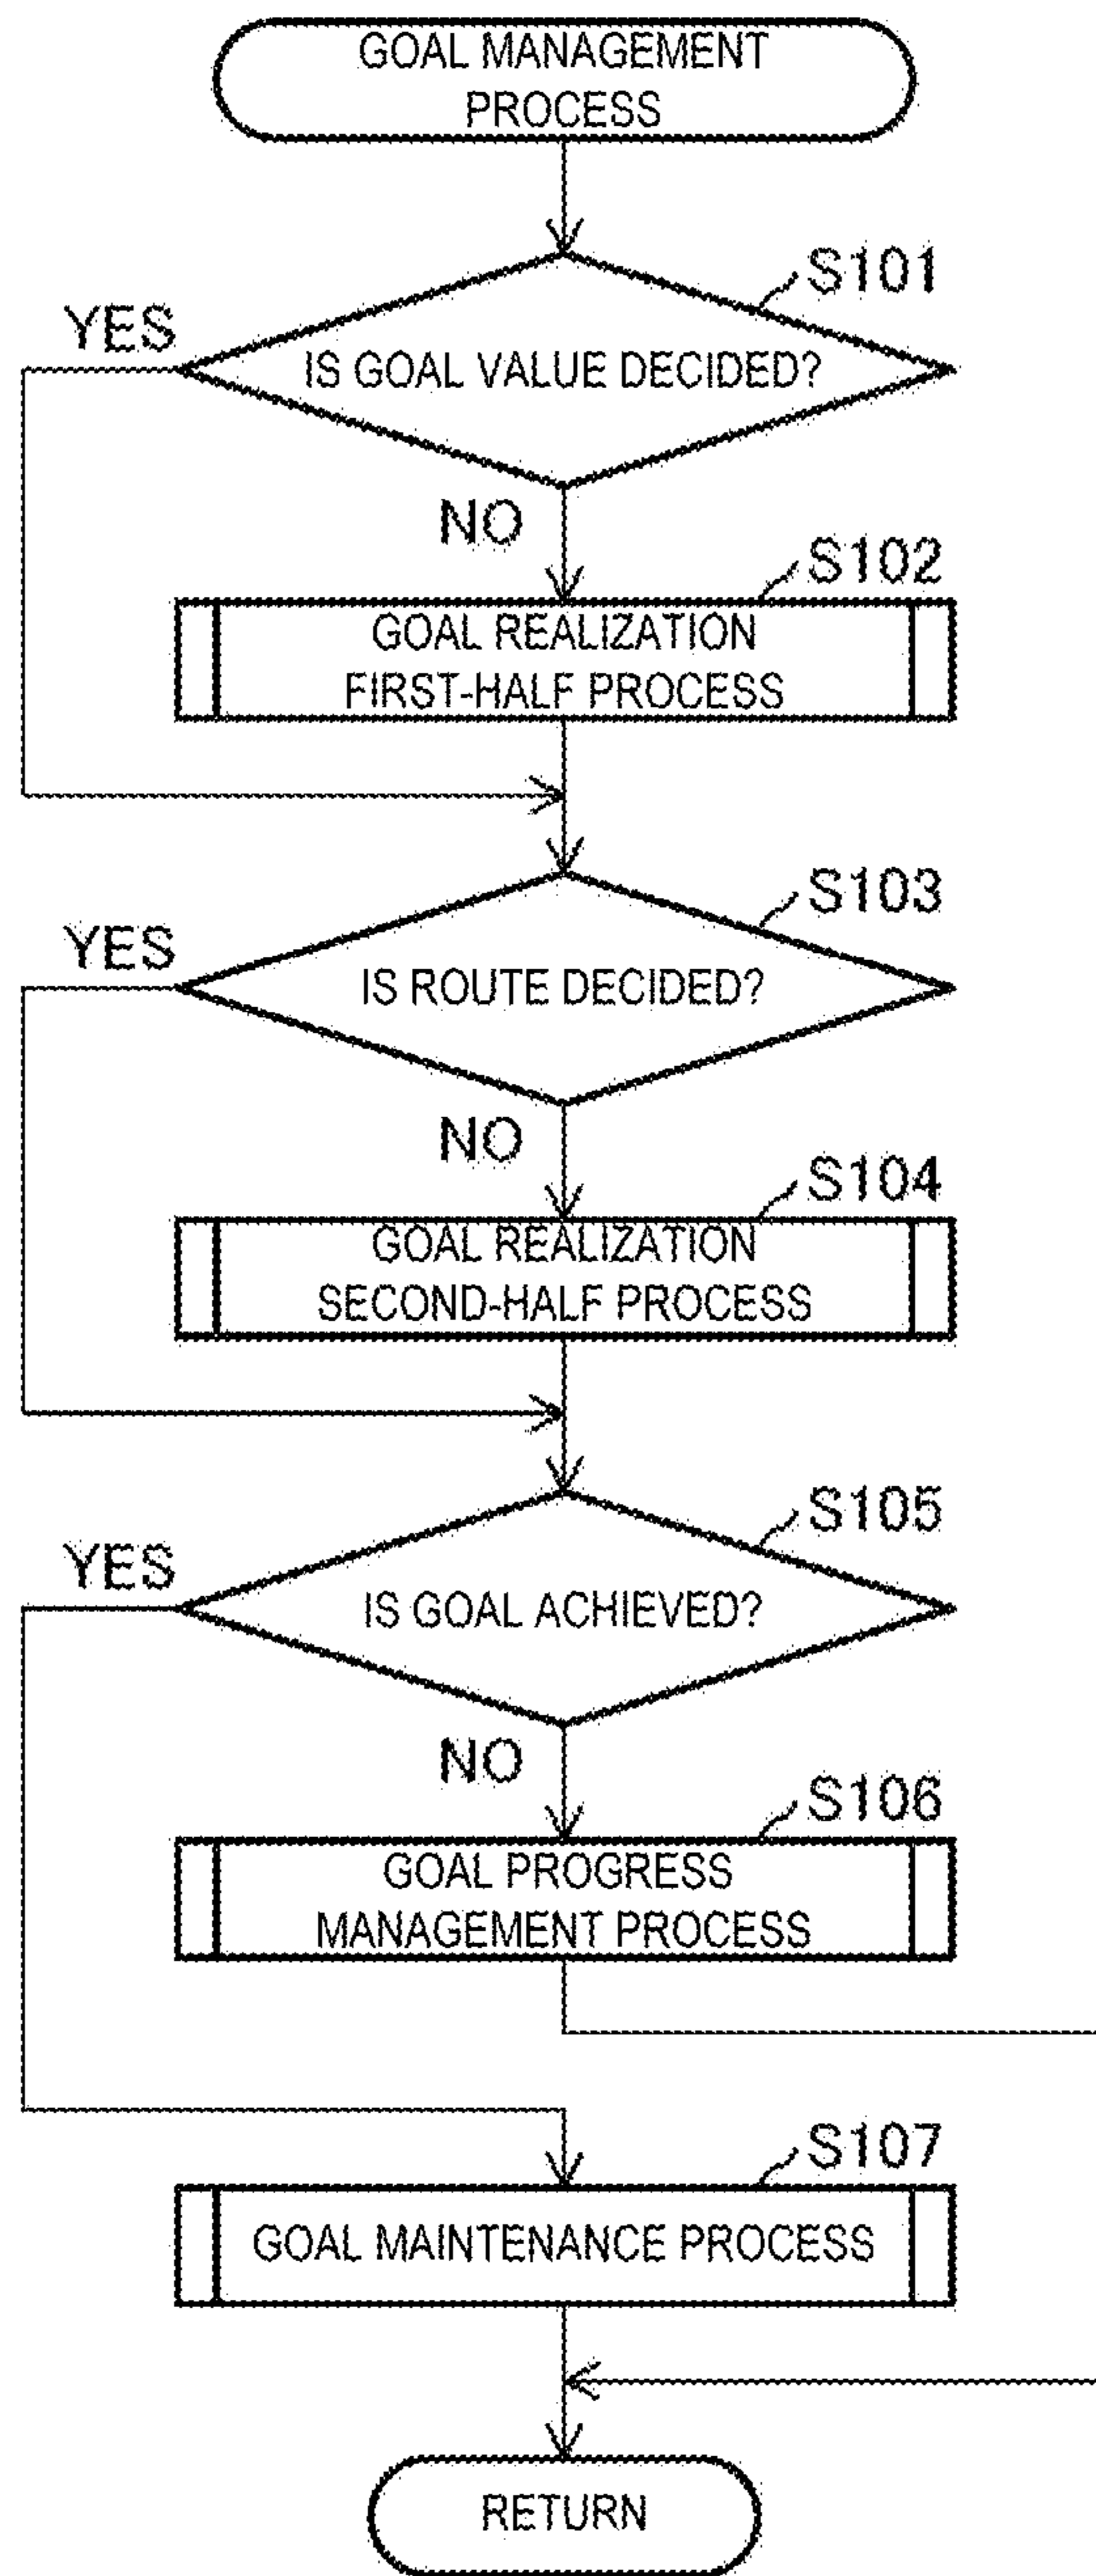 GOAL MANAGEMENT
PROCESS
S101
YES
IS GOAL VALUE DECIDED?
NO
S102
GOAL REALIZATION
FIRST-HALF PROCESS
S103
YES
IS ROUTE DECIDED?
NO
S104
GOAL REALIZATION
SECOND-HALF PROCESS
S105
YES
IS GOAL ACHIEVED?
NO
S106
GOAL PROGRESS
MANAGEMENT PROCESS
S107
GOAL MAINTENANCE PROCESS
RETURN